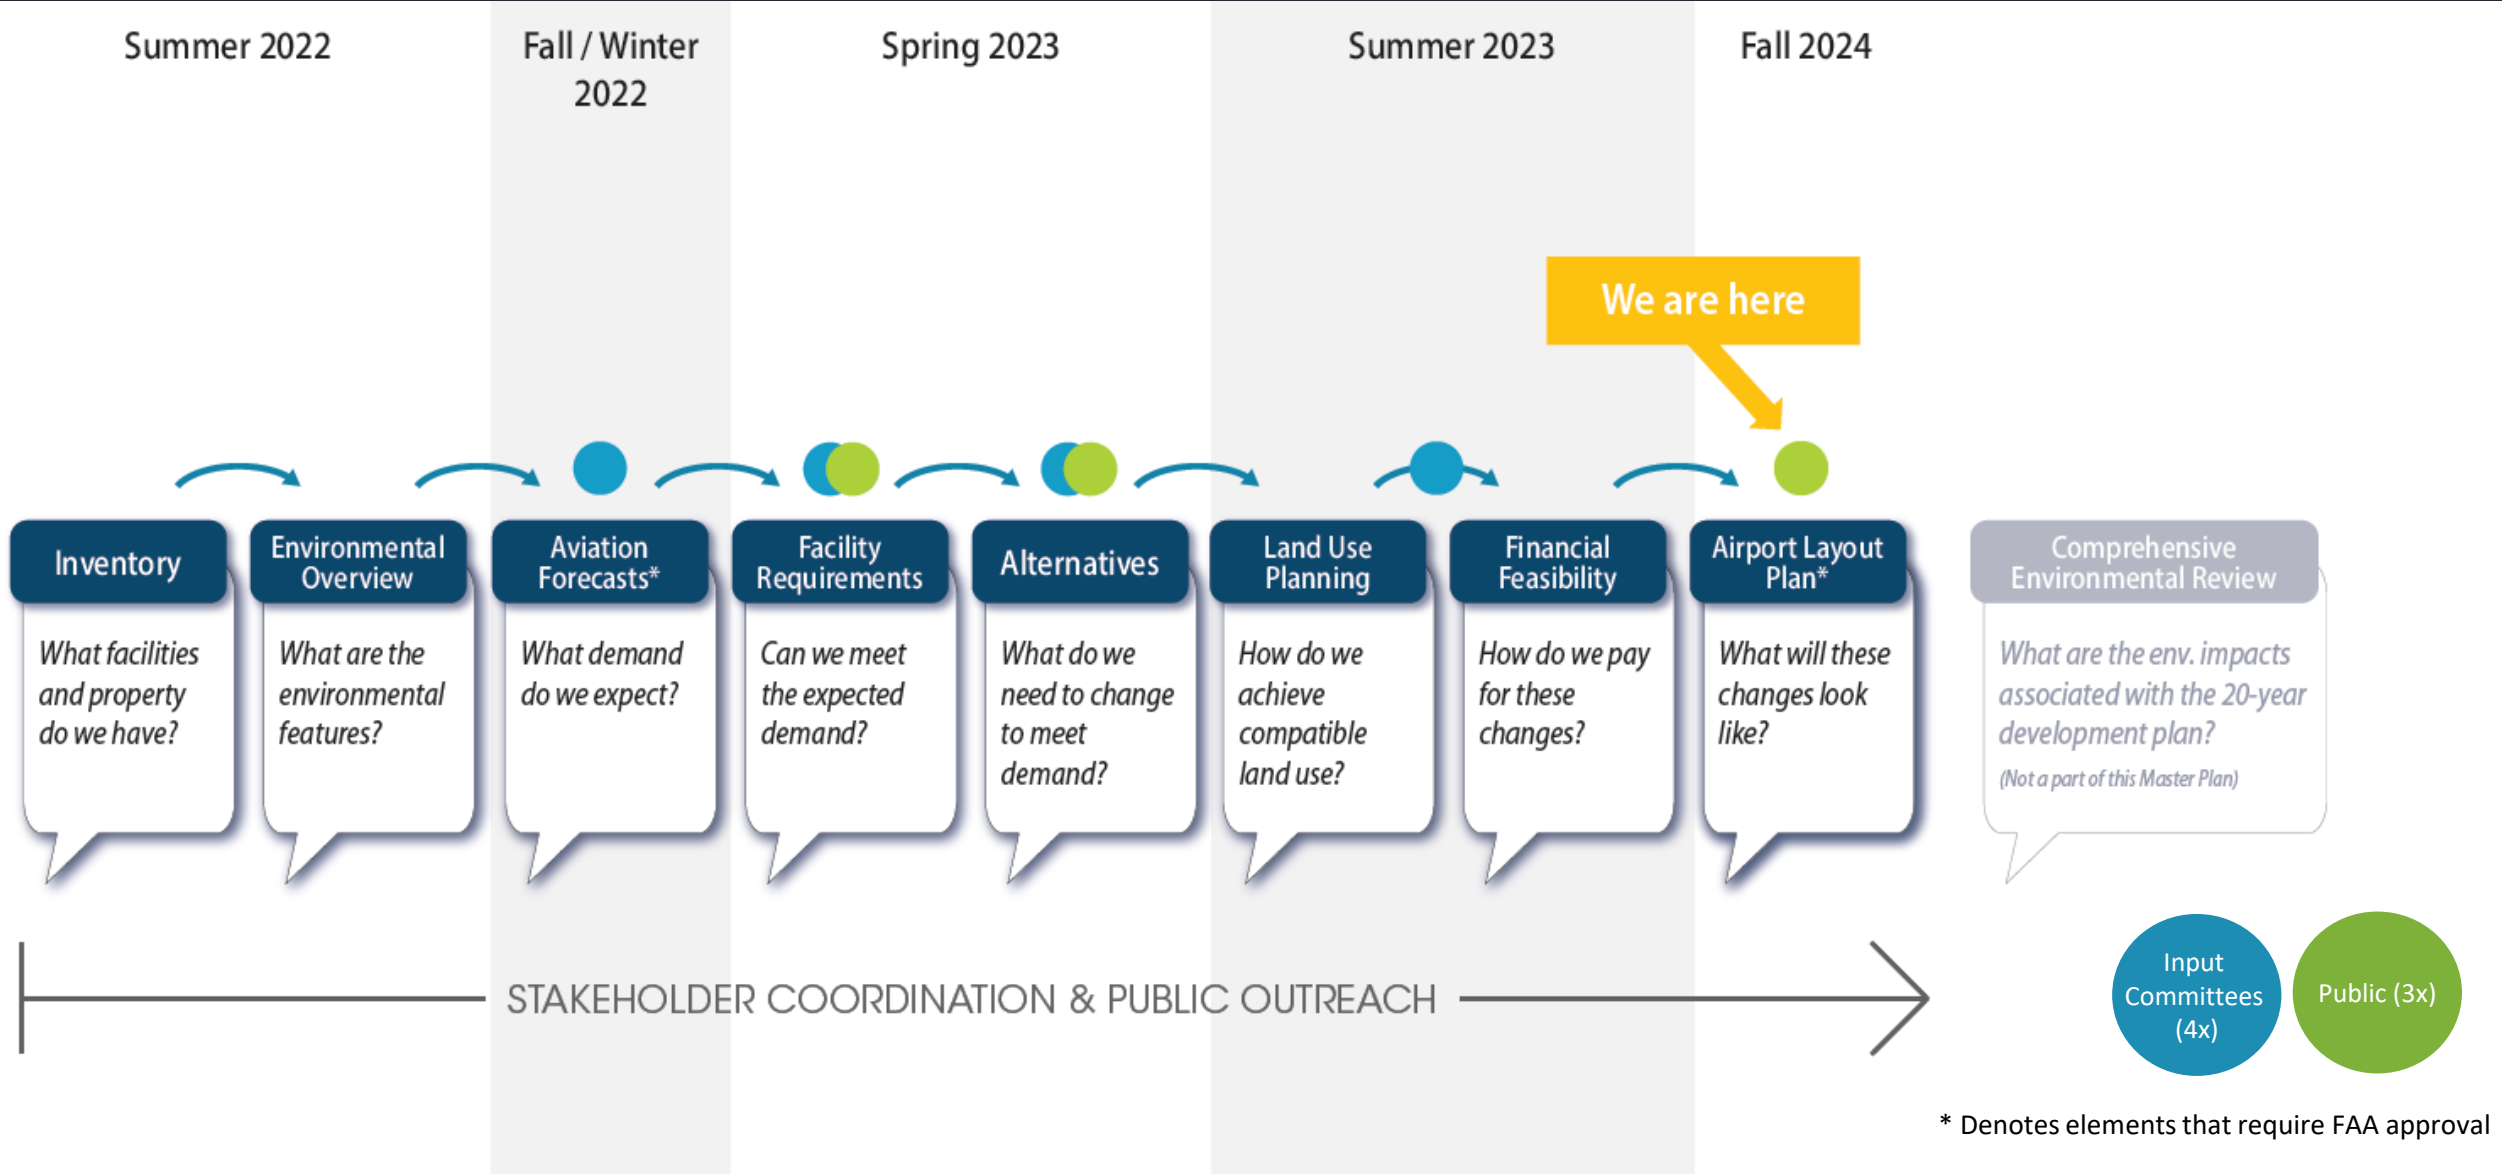 Summer 2022
Fall / Winter
2022
Spring 2023
Summer 2023
Fall 2024
We are here
Inventory
What facilities
and property
do we have?
Environmental
Overview
What are the
environmental
features?
Aviation
Forecasts*
What demand
do we expect?
Facility
Requirements
Can we meet
the expected
demand?
Alternatives
What do we
need to change
to meet
demand?
Land Use
Planning
How do we
achieve
compatible
land use?
Financial
Feasibility
How do we pay
for these
changes?
Airport Layout
Plan*
What will these
changes look
like?
Comprehensive
Environmental Review
What are the env. impacts
associated with the 20-year
development plan?
(Not a part of this Master Plan)
STAKEHOLDER COORDINATION & PUBLIC OUTREACH
Input
Committees
(4x)
Public (3x)
* Denotes elements that require FAA approval